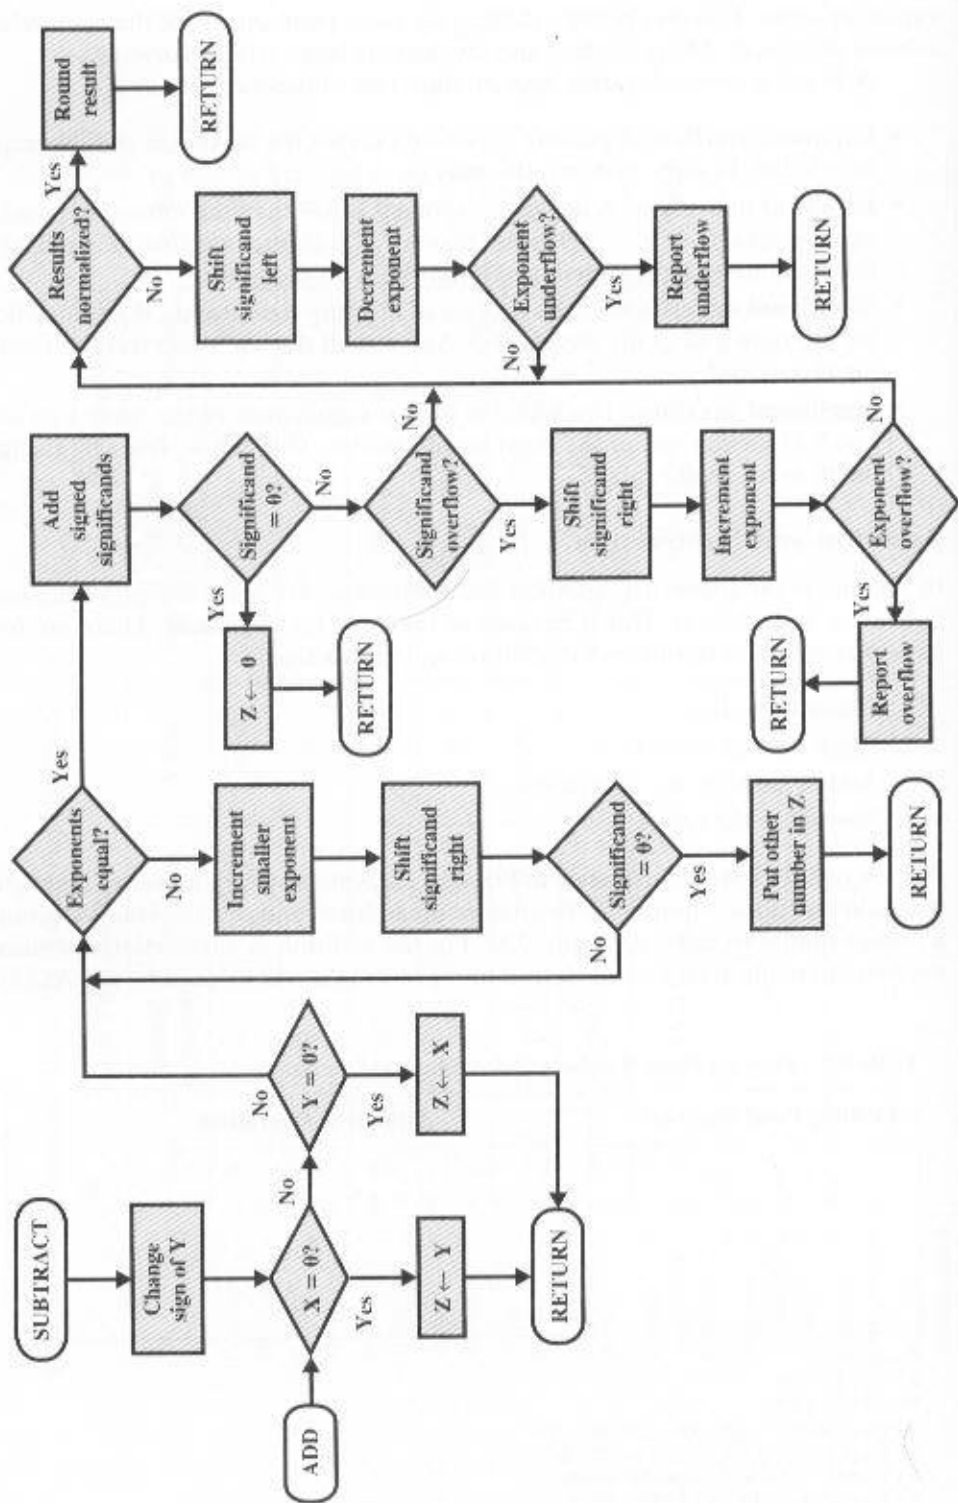 SUBTRACT
Change
sign of Y
ADD
X = 0?
No
Yes
Z ← Y
RETURN
Y = 0?
No
Yes
Z ← X
Exponents
equal?
Yes
No
Increment
smaller
exponent
Shift
significand
right
Significand
= 0?
No
Yes
Put other
number in Z
RETURN
Add
signed
significands
Significand
= 0?
No
Yes
Z ← 0
RETURN
Significand
overflow?
No
Yes
Shift
significand
right
Increment
exponent
Exponent
overflow?
No
Yes
Report
overflow
RETURN
Results
normalized?
Yes
No
Round
result
RETURN
Shift
significand
left
Decrement
exponent
Exponent
underflow?
No
Yes
Report
underflow
RETURN